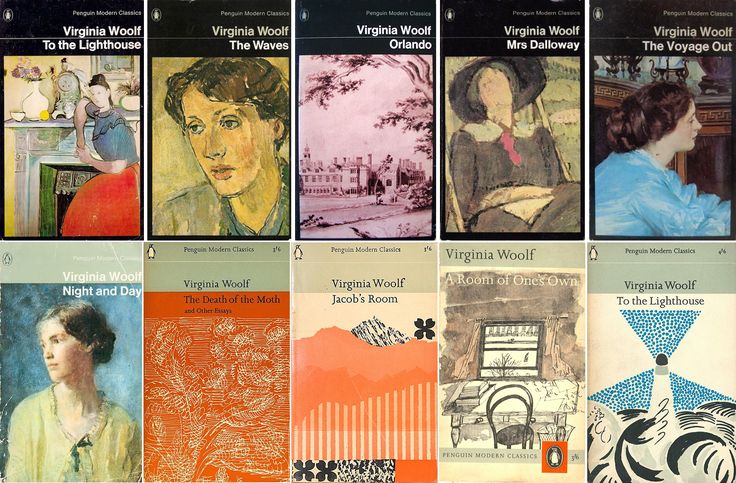 Penguin Modern Classics
Virginia Woolf
To the Lighthouse
Penguin Modern Classics
Virginia Woolf
The Waves
Penguin Modern Classics
Virginia Woolf
Orlando
Penguin Modern Classics
Virginia Woolf
Mrs Dalloway
Penguin Modern Classics
Virginia Woolf
The Voyage Out
Virginia Woolf
Night and Day
Penguin Modern Classics
Virginia Woolf
The Death of the Moth
and Other Essays
Penguin Modern Classics
Virginia Woolf
Jacob's Room
Virginia Woolf
A Room of One's Own
PENGUIN MODERN CLASSICS
3/6
Penguin Modern Classics
4/6
Virginia Woolf
To the Lighthouse